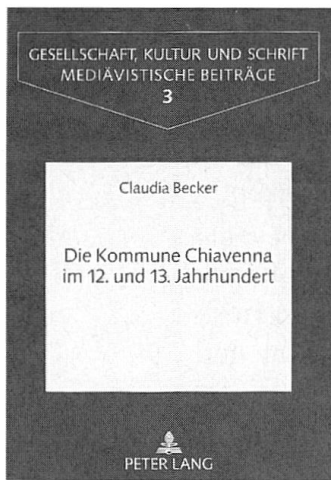 GESELLSCHAFT, KULTUR UND SCHRIFT
MEDIÄVISTISCHE BEITRÄGE
3
Claudia Becker
Die Kommune Chiavenna
im 12. und 13. Jahrhundert
PETER LANG